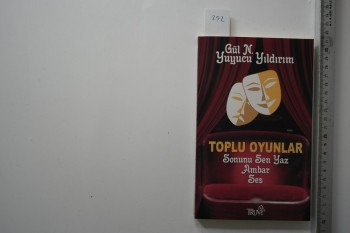 292
Gül N.
Yuyucu Yıldırım
TOPLU OYUNLAR
Sonunu Sen Yaz
Ambar
Ses